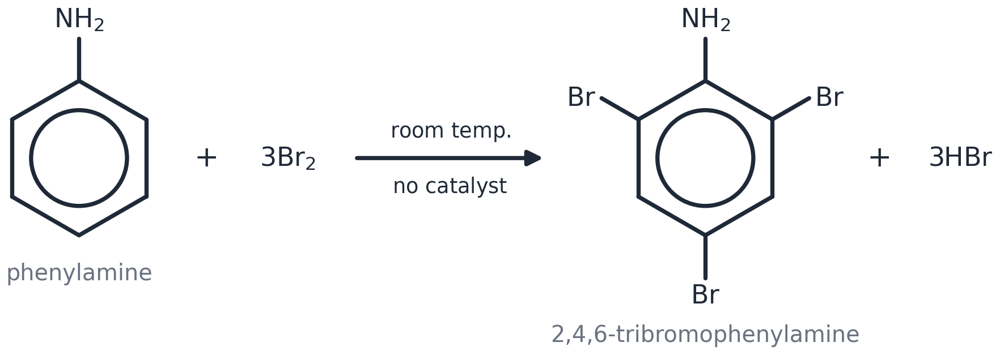 NH₂
+ 3Br₂
room temp.
no catalyst
NH₂
Br Br
Br
+ 3HBr
phenylamine
2,4,6-tribromophenylamine